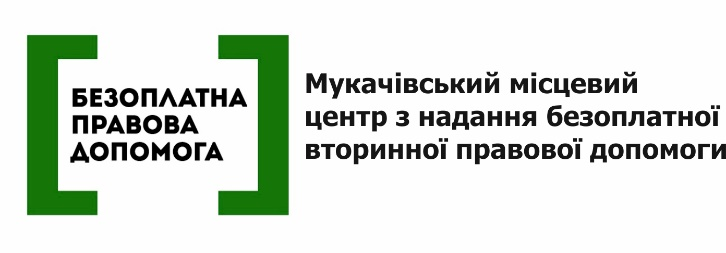 БЕЗОПЛАТНА
ПРАВОВА
ДОПОМОГА
Мукачівський місцевий
центр з надання безоплатної
вторинної правової допомоги